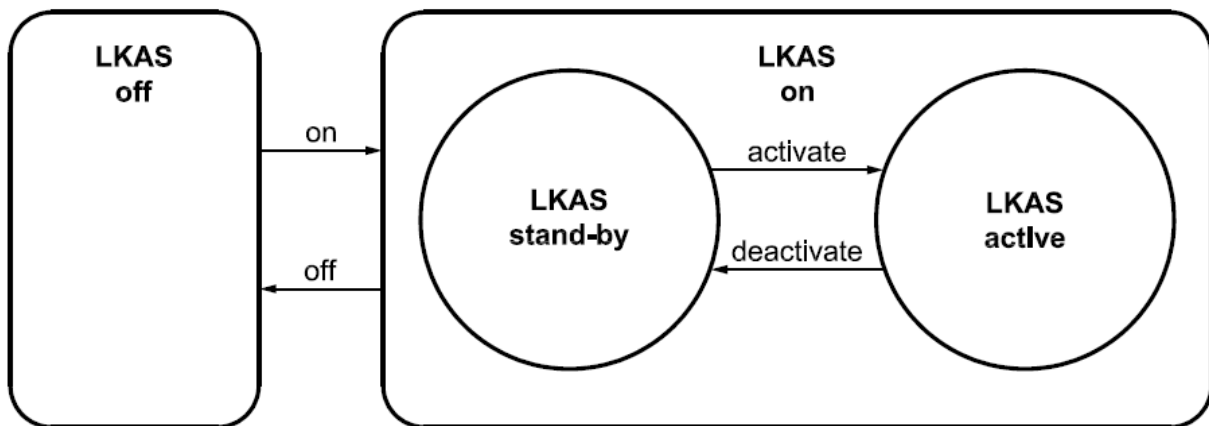 LKAS
off
LKAS
on
on
off
LKAS
stand-by
activate
deactivate
LKAS
actIve